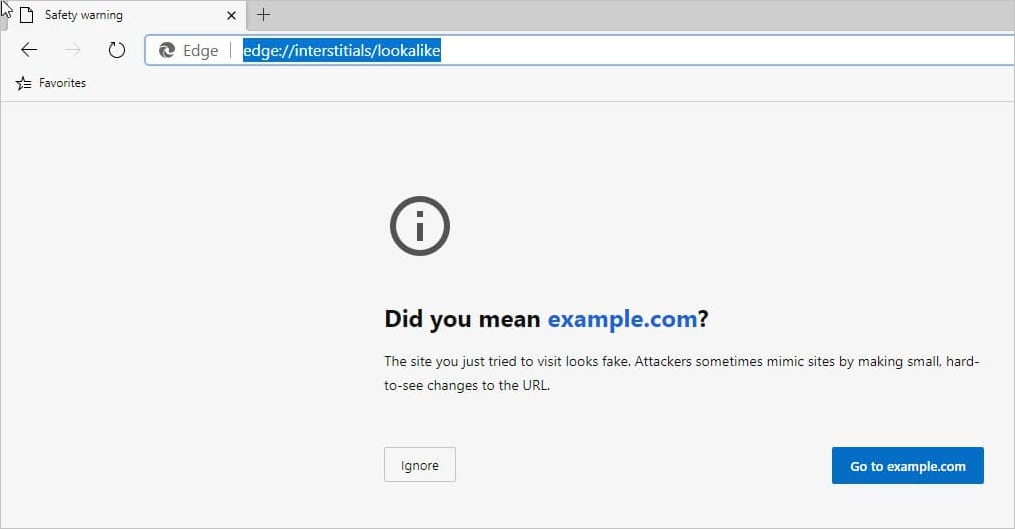 Safety warning
Edge | edge://interstitials/lookalike
Favorites
Did you mean example.com?
The site you just tried to visit looks fake. Attackers sometimes mimic sites by making small, hard-
to-see changes to the URL.
Ignore
Go to example.com